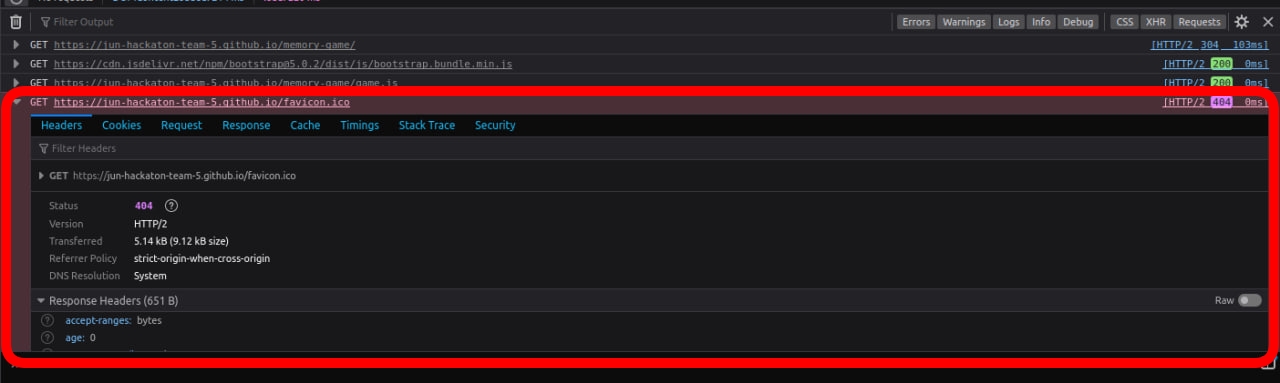 Filter Output
Errors Warnings Logs Info Debug CSS XHR Requests
GET https://jun-hackaton-team-5.github.io/memory-game/ [HTTP/2 304 103ms]
GET https://cdn.jsdelivr.net/npm/bootstrap@5.0.2/dist/js/bootstrap.bundle.min.js [HTTP/2 200 0ms]
GET https://jun-hackaton-team-5.github.io/memory-game/game.js [HTTP/2 200 0ms]
GET https://jun-hackaton-team-5.github.io/favicon.ico [HTTP/2 404 0ms]
Headers Cookies Request Response Cache Timings Stack Trace Security
Filter Headers
GET https://jun-hackaton-team-5.github.io/favicon.ico
Status 404 ?
Version HTTP/2
Transferred 5.14 kB (9.12 kB size)
Referrer Policy strict-origin-when-cross-origin
DNS Resolution System
Response Headers (651 B) Raw
? accept-ranges: bytes
? age: 0